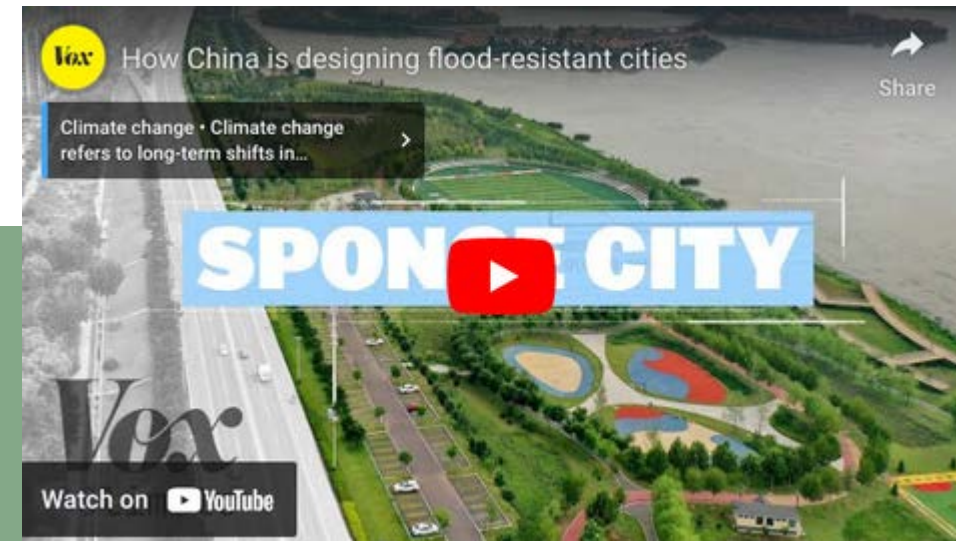 Vox
How China is designing flood-resistant cities
Share
Climate change • Climate change
refers to long-term shifts in...
SPONGE CITY
Vox
Watch on YouTube